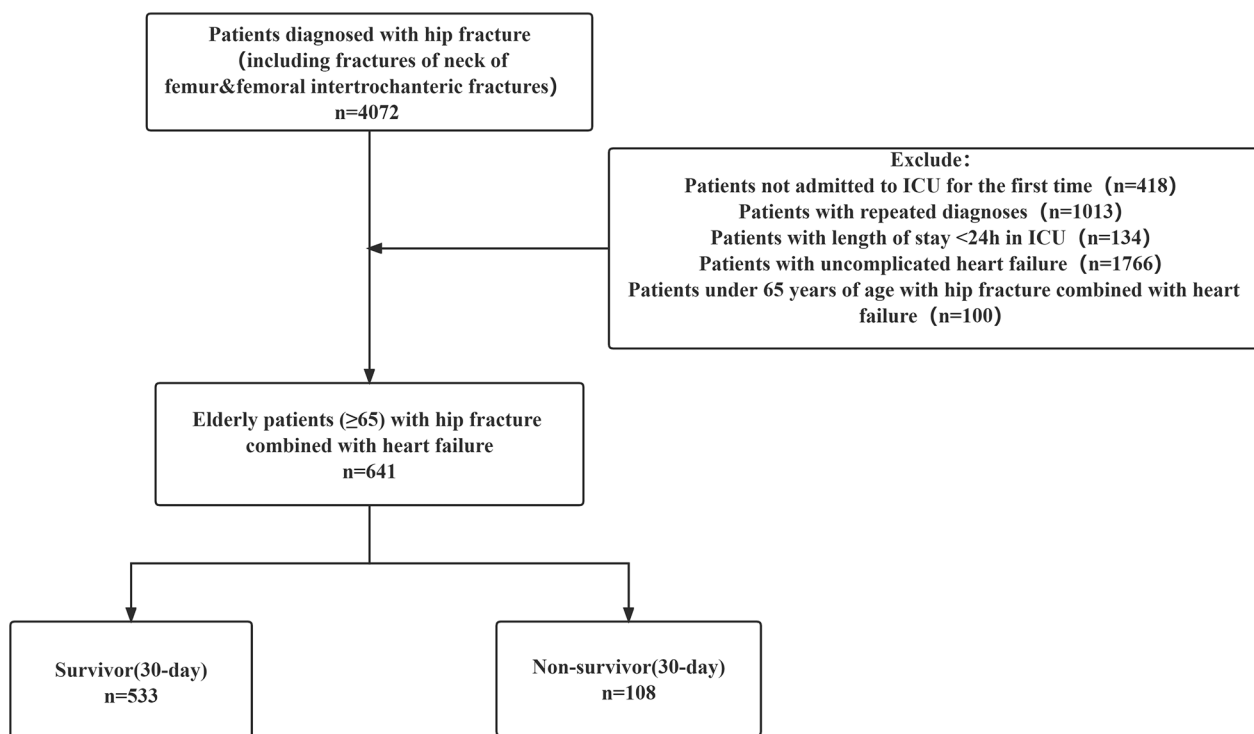 Patients diagnosed with hip fracture
（including fractures of neck of
femur&femoral intertrochanteric fractures）
n=4072
Exclude：
Patients not admitted to ICU for the first time（n=418）
Patients with repeated diagnoses（n=1013）
Patients with length of stay <24h in ICU（n=134）
Patients with uncomplicated heart failure（n=1766）
Patients under 65 years of age with hip fracture combined with heart
failure（n=100）
Elderly patients (≥65) with hip fracture
combined with heart failure
n=641
Survivor(30-day)
n=533
Non-survivor(30-day)
n=108